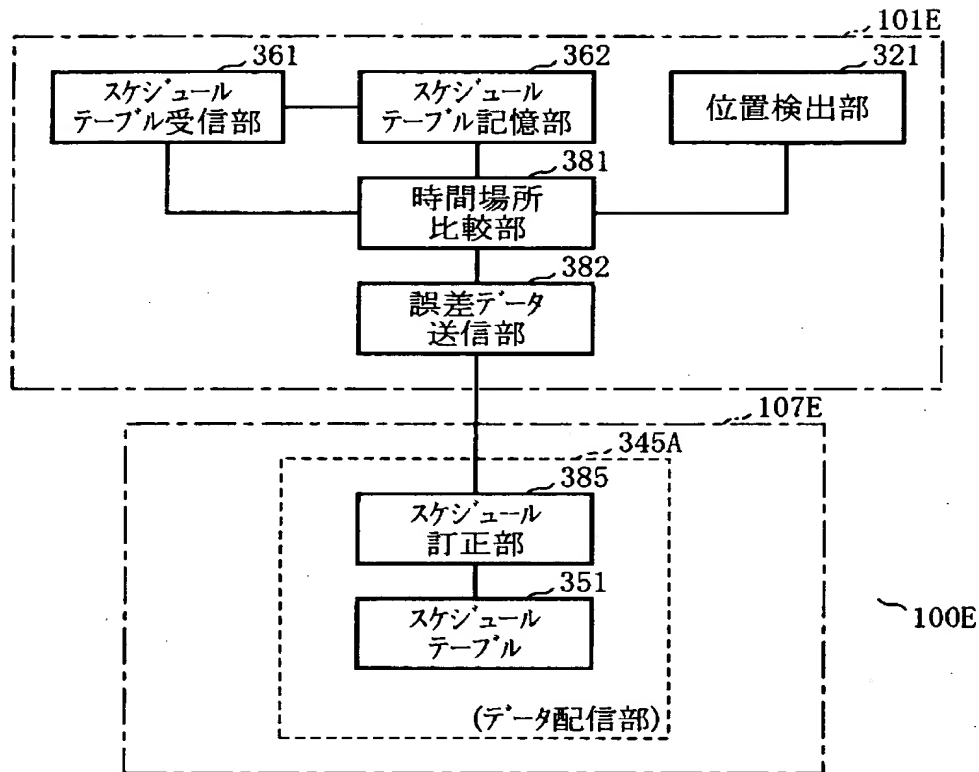 101E
361
362
321
スケジュール
テーブル受信部
スケジュール
テーブル記憶部
位置検出部
381
時間場所
比較部
382
誤差データ
送信部
107E
345A
385
スケジュール
訂正部
351
スケジュール
テーブル
100E
(データ配信部)